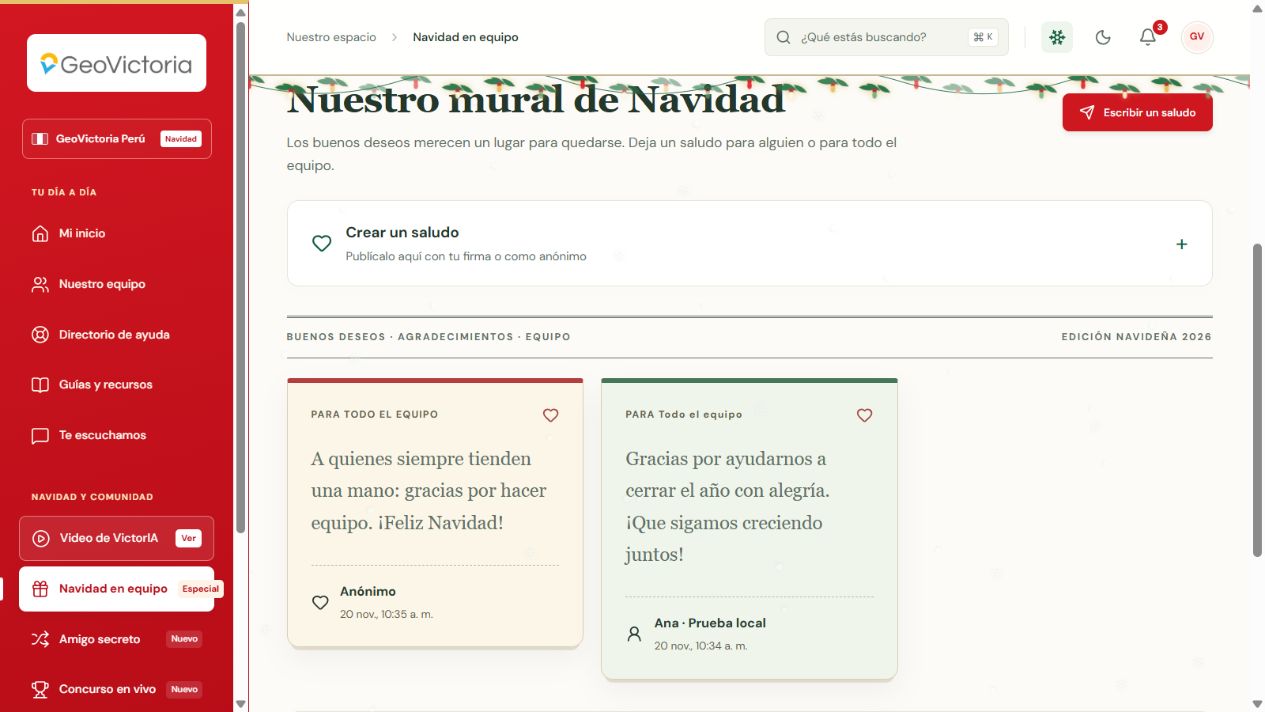 GeoVictoria
GeoVictoria Perú
Navidad
TU DÍA A DÍA
Mi inicio
Nuestro equipo
Directorio de ayuda
Guías y recursos
Te escuchamos
NAVIDAD Y COMUNIDAD
Video de VictorIA
Ver
Navidad en equipo
Especial
Amigo secreto
Nuevo
Concurso en vivo
Nuevo
Nuestro espacio
Navidad en equipo
¿Qué estás buscando?
⌘ K
3
GV
Nuestro mural de Navidad
Los buenos deseos merecen un lugar para quedarse. Deja un saludo para alguien o para todo el
equipo.
Escribir un saludo
Crear un saludo
Publícalo aquí con tu firma o como anónimo
+
BUENOS DESEOS · AGRADECIMIENTOS · EQUIPO
EDICIÓN NAVIDEÑA 2026
PARA TODO EL EQUIPO
A quienes siempre tienden
una mano: gracias por hacer
equipo. ¡Feliz Navidad!
Anónimo
20 nov., 10:35 a. m.
PARA Todo el equipo
Gracias por ayudarnos a
cerrar el año con alegría.
¡Que sigamos creciendo
juntos!
Ana · Prueba local
20 nov., 10:34 a. m.